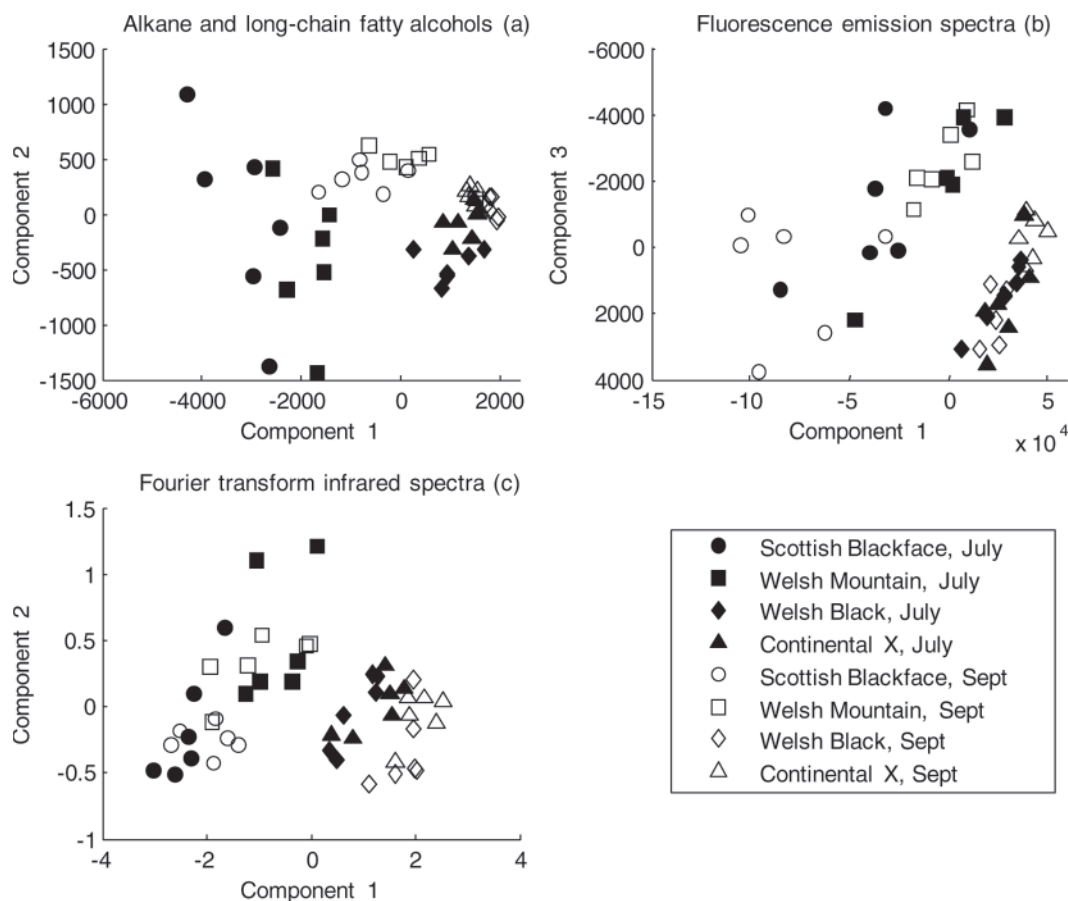 Alkane and long-chain fatty alcohols (a)
1500
1000
500
0
-500
-1000
-1500
Component 2
-6000 -4000 -2000 0 2000
Component 1
Fluorescence emission spectra (b)
-6000
-4000
-2000
0
2000
4000
Component 3
-15 -10 -5 0 5
Component 1
x 10^4
Fourier transform infrared spectra (c)
1.5
1
0.5
0
-0.5
-1
Component 2
-4 -2 0 2 4
Component 1
Scottish Blackface, July
Welsh Mountain, July
Welsh Black, July
Continental X, July
Scottish Blackface, Sept
Welsh Mountain, Sept
Welsh Black, Sept
Continental X, Sept